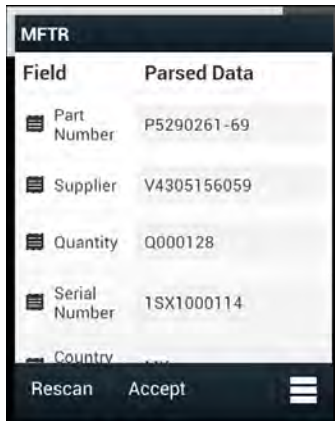 MFTR
Field Parsed Data
Part
Number P5290261-69
Supplier V4305156059
Quantity Q000128
Serial
Number 1SX1000114
Country
Rescan Accept